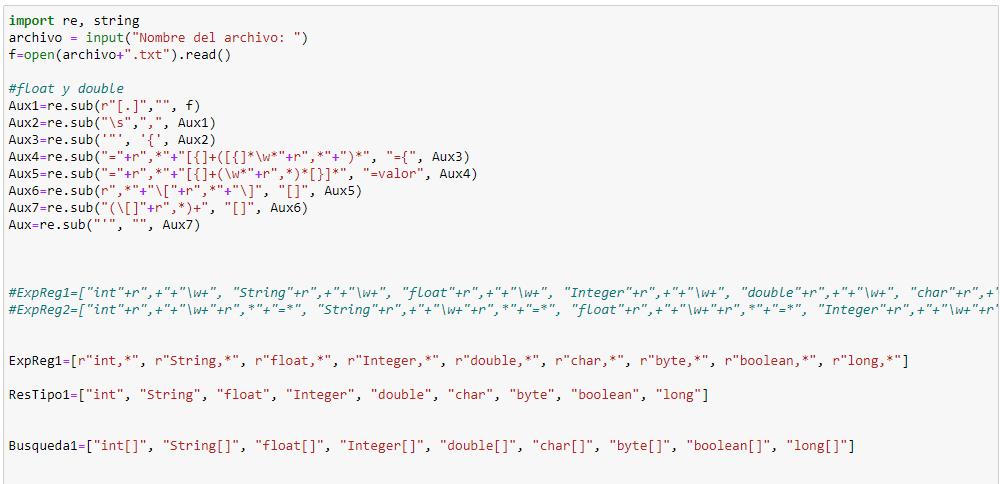 import re, string
archivo = input("Nombre del archivo: ")
f=open(archivo+".txt").read()
#float y double
Aux1=re.sub(r"[.]","", f)
Aux2=re.sub("\s",",", Aux1)
Aux3=re.sub('"', '{', Aux2)
Aux4=re.sub("="+r",*"+"[{]+([{]*\w*"+r",*"+")*", "={", Aux3)
Aux5=re.sub("="+r",*"+"[{]+(\w*"+r",*)*[}]*", "=valor", Aux4)
Aux6=re.sub(r",*"+"\["+r",*"+"\]", "[]", Aux5)
Aux7=re.sub("(\[]"+r",*)+", "[]", Aux6)
Aux=re.sub("'", "", Aux7)
#ExpReg1=["int"+r",+"+"\w+", "String"+r",+"+"\w+", "float"+r",+"+"\w+", "Integer"+r",+"+"\w+", "double"+r",+"+"\w+", "char"+r",+
#ExpReg2=["int"+r",+"+"\w+"+r",*"+"=*", "String"+r",+"+"\w+"+r",*"+"=*", "float"+r",+"+"\w+"+r",*"+"=*", "Integer"+r",+"+"\w+"+r"
ExpReg1=[r"int,*", r"String,*", r"float,*", r"Integer,*", r"double,*", r"char,*", r"byte,*", r"boolean,*", r"long,*"]
ResTipo1=["int", "String", "float", "Integer", "double", "char", "byte", "boolean", "long"]
Busqueda1=["int[]", "String[]", "float[]", "Integer[]", "double[]", "char[]", "byte[]", "boolean[]", "long[]"]